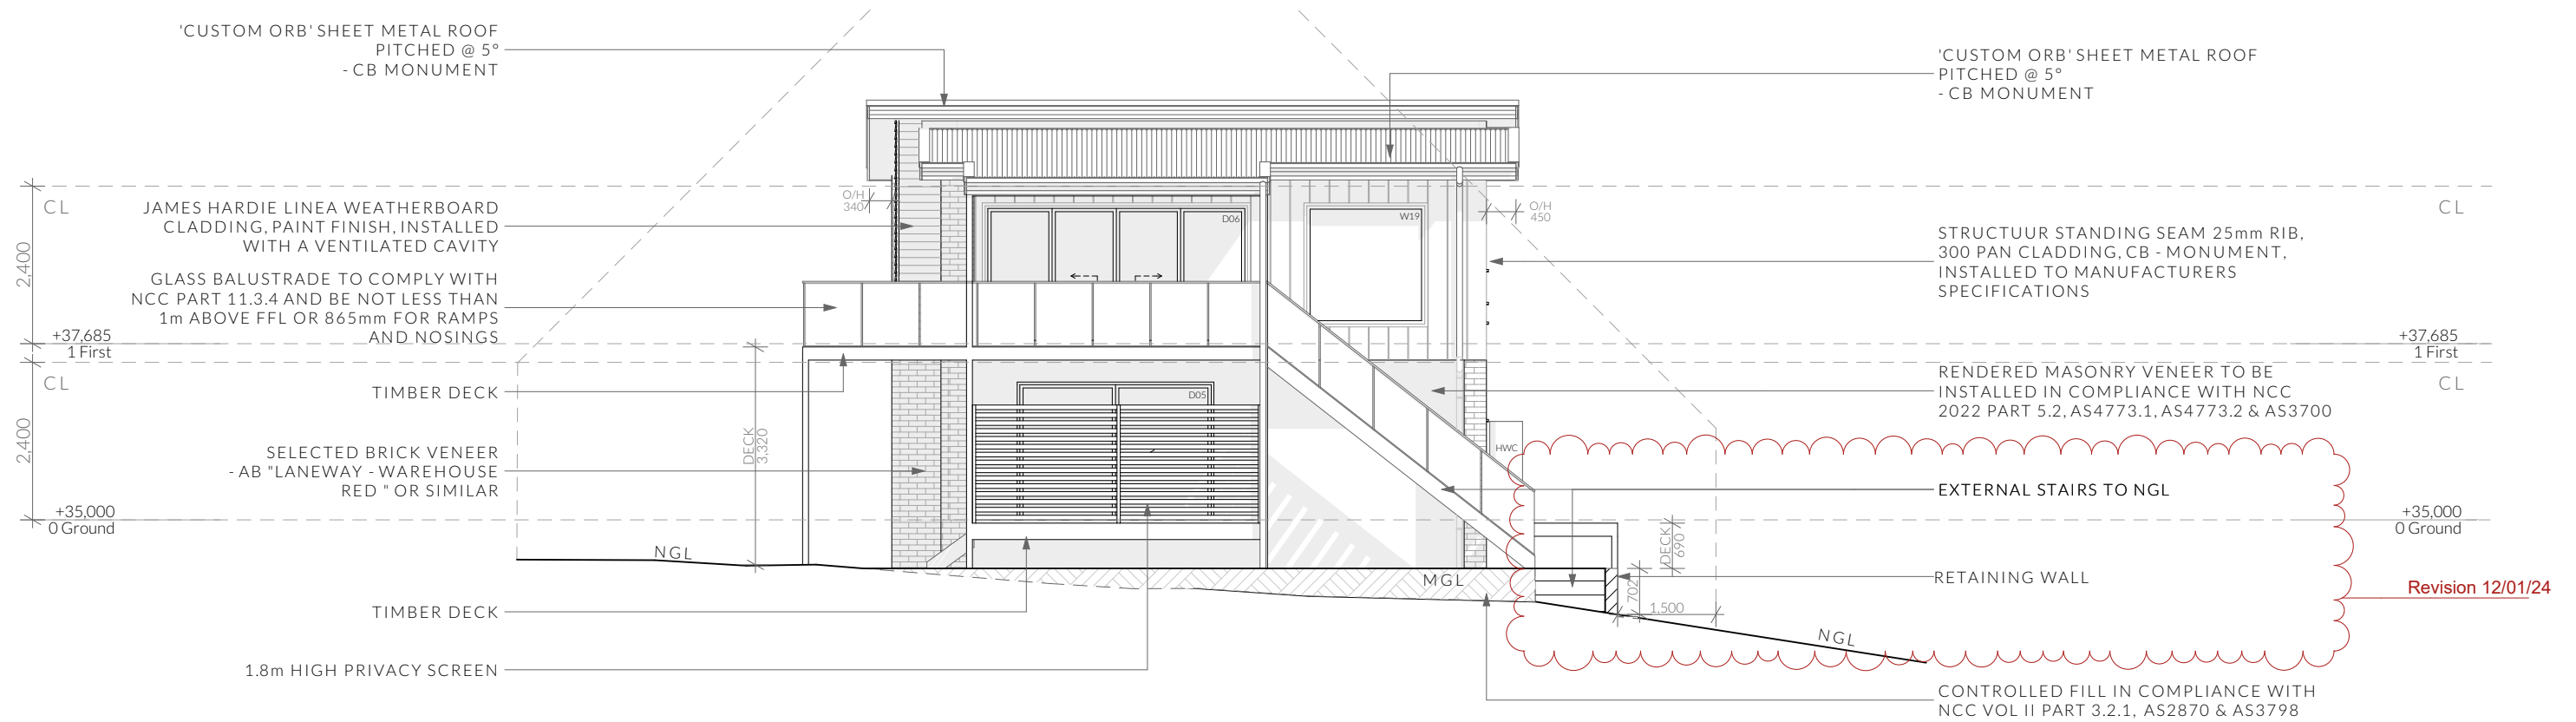 'CUSTOM ORB' SHEET METAL ROOF
PITCHED @ 5°
- CB MONUMENT
'CUSTOM ORB' SHEET METAL ROOF
PITCHED @ 5°
- CB MONUMENT
CL
CL
O/H
340
O/H
450
D06
W19
JAMES HARDIE LINEA WEATHERBOARD
CLADDING, PAINT FINISH, INSTALLED
WITH A VENTILATED CAVITY
2,400
GLASS BALUSTRADE TO COMPLY WITH
NCC PART 11.3.4 AND BE NOT LESS THAN
1m ABOVE FFL OR 865mm FOR RAMPS
AND NOSINGS
STRUCTUUR STANDING SEAM 25mm RIB,
300 PAN CLADDING, CB - MONUMENT,
INSTALLED TO MANUFACTURERS
SPECIFICATIONS
+37,685
1 First
+37,685
1 First
CL
CL
TIMBER DECK
D05
RENDERED MASONRY VENEER TO BE
INSTALLED IN COMPLIANCE WITH NCC
2022 PART 5.2, AS4773.1, AS4773.2 & AS3700
2,400
DECK
3,320
HWC
SELECTED BRICK VENEER
- AB "LANEWAY - WAREHOUSE
RED " OR SIMILAR
EXTERNAL STAIRS TO NGL
+35,000
0 Ground
+35,000
0 Ground
DECK
690
NGL
MGL
702
1,500
RETAINING WALL
Revision 12/01/24
TIMBER DECK
NGL
1.8m HIGH PRIVACY SCREEN
CONTROLLED FILL IN COMPLIANCE WITH
NCC VOL II PART 3.2.1, AS2870 & AS3798